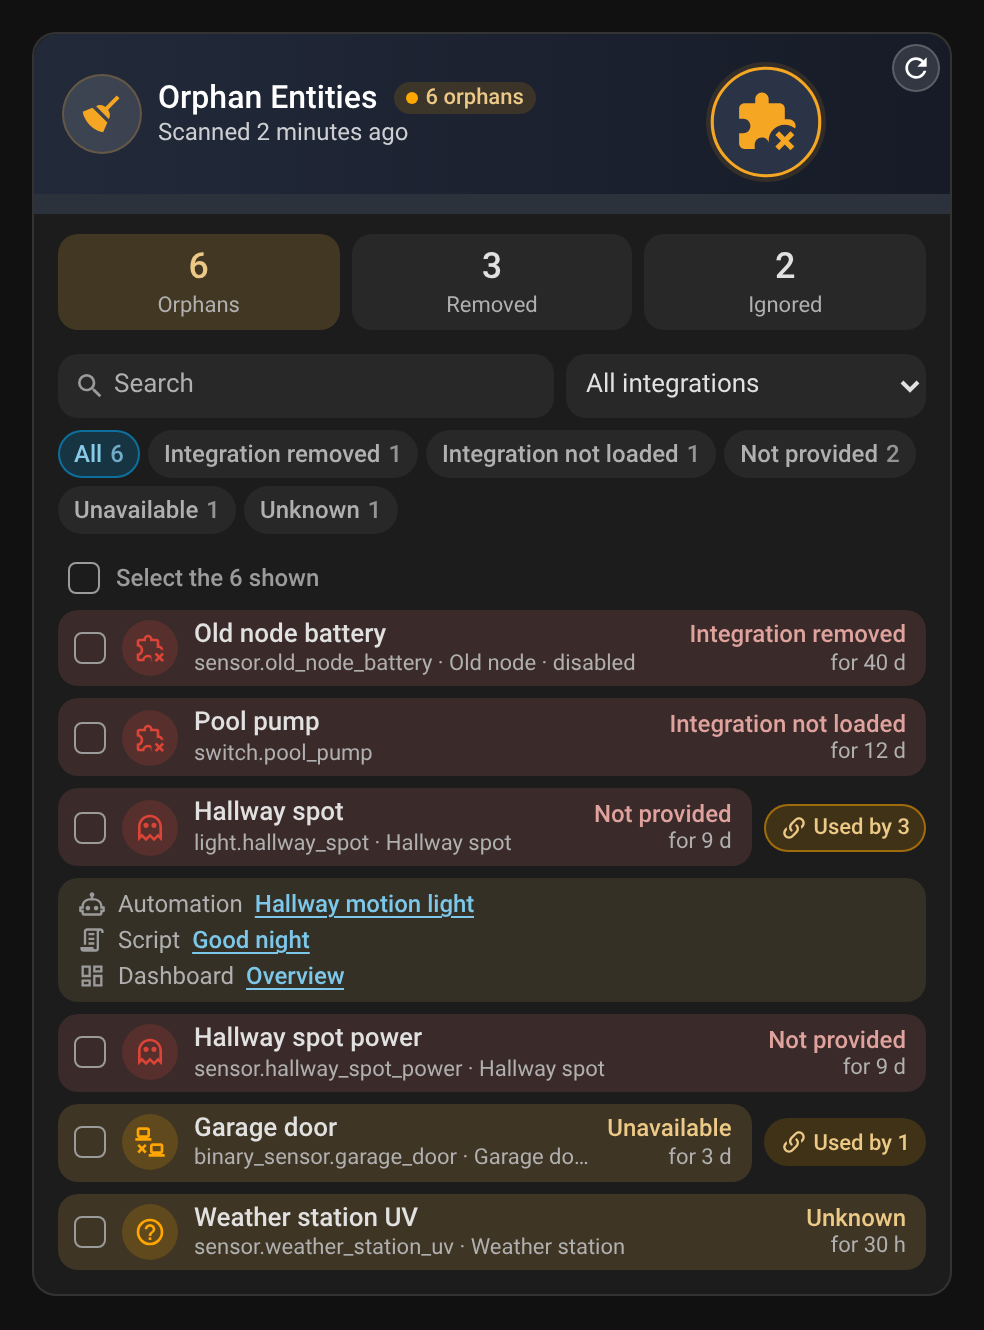 Orphan Entities
6 orphans
Scanned 2 minutes ago
6
Orphans
3
Removed
2
Ignored
Search
All integrations
All 6
Integration removed 1
Integration not loaded 1
Not provided 2
Unavailable 1
Unknown 1
Select the 6 shown
Old node battery
Integration removed
sensor.old_node_battery · Old node · disabled
for 40 d
Pool pump
Integration not loaded
switch.pool_pump
for 12 d
Hallway spot
Not provided
light.hallway_spot · Hallway spot
for 9 d
Used by 3
Automation Hallway motion light
Script Good night
Dashboard Overview
Hallway spot power
Not provided
sensor.hallway_spot_power · Hallway spot
for 9 d
Garage door
Unavailable
binary_sensor.garage_door · Garage do...
for 3 d
Used by 1
Weather station UV
Unknown
sensor.weather_station_uv · Weather station
for 30 h